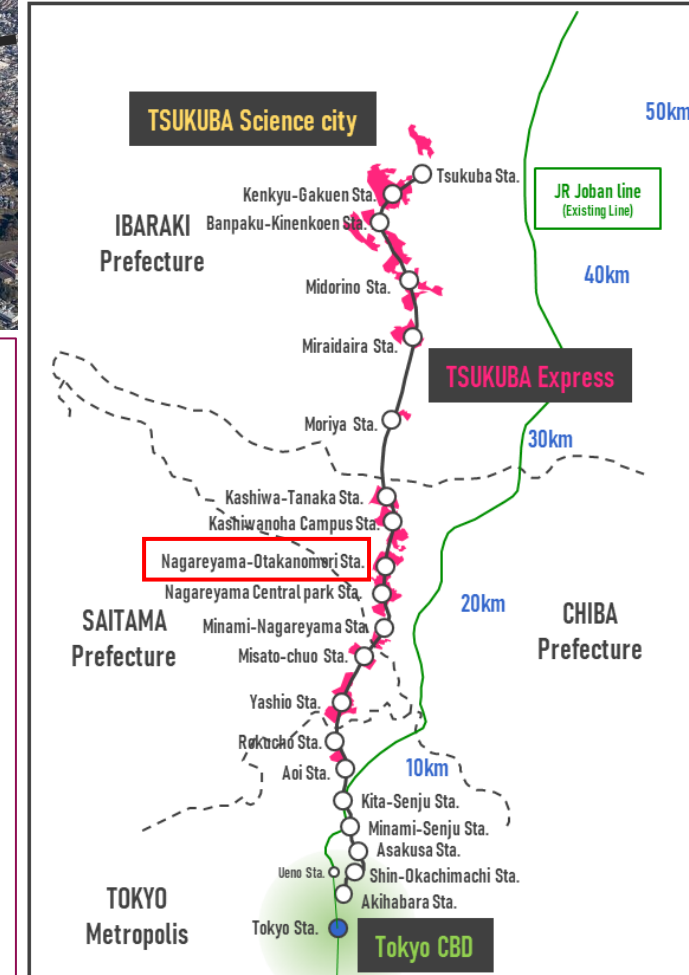 50km
TSUKUBA Science city
Tsukuba Sta.
Kenkyu-Gakuen Sta.
JR Joban line
(Existing Line)
IBARAKI
Prefecture
Banpaku-Kinenkoen Sta.
40km
Midorino Sta.
Miraidaira Sta.
TSUKUBA Express
Moriya Sta.
30km
Kashiwa-Tanaka Sta.
Kashiwanoha Campus Sta.
Nagareyama-Otakanomori Sta.
Nagareyama Central park Sta.
20km
SAITAMA
Prefecture
CHIBA
Prefecture
Minami-Nagareyama Sta.
Misato-chuo Sta.
Yashio Sta.
Rokucho Sta.
Aoi Sta.
10km
Kita-Senju Sta.
Minami-Senju Sta.
Asakusa Sta.
Ueno Sta.
Shin-Okachimachi Sta.
Akihabara Sta.
TOKYO
Metropolis
Tokyo Sta.
Tokyo CBD